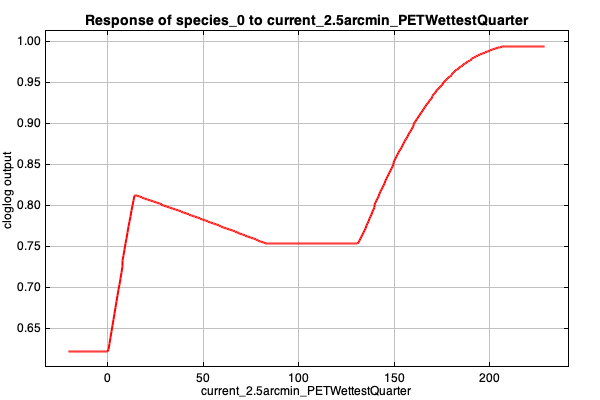 Response of species_0 to current_2.5arcmin_PETWettestQuarter
1.00
0.95
0.90
0.85
0.80
0.75
0.70
0.65
cloglog output
0 50 100 150 200
current_2.5arcmin_PETWettestQuarter